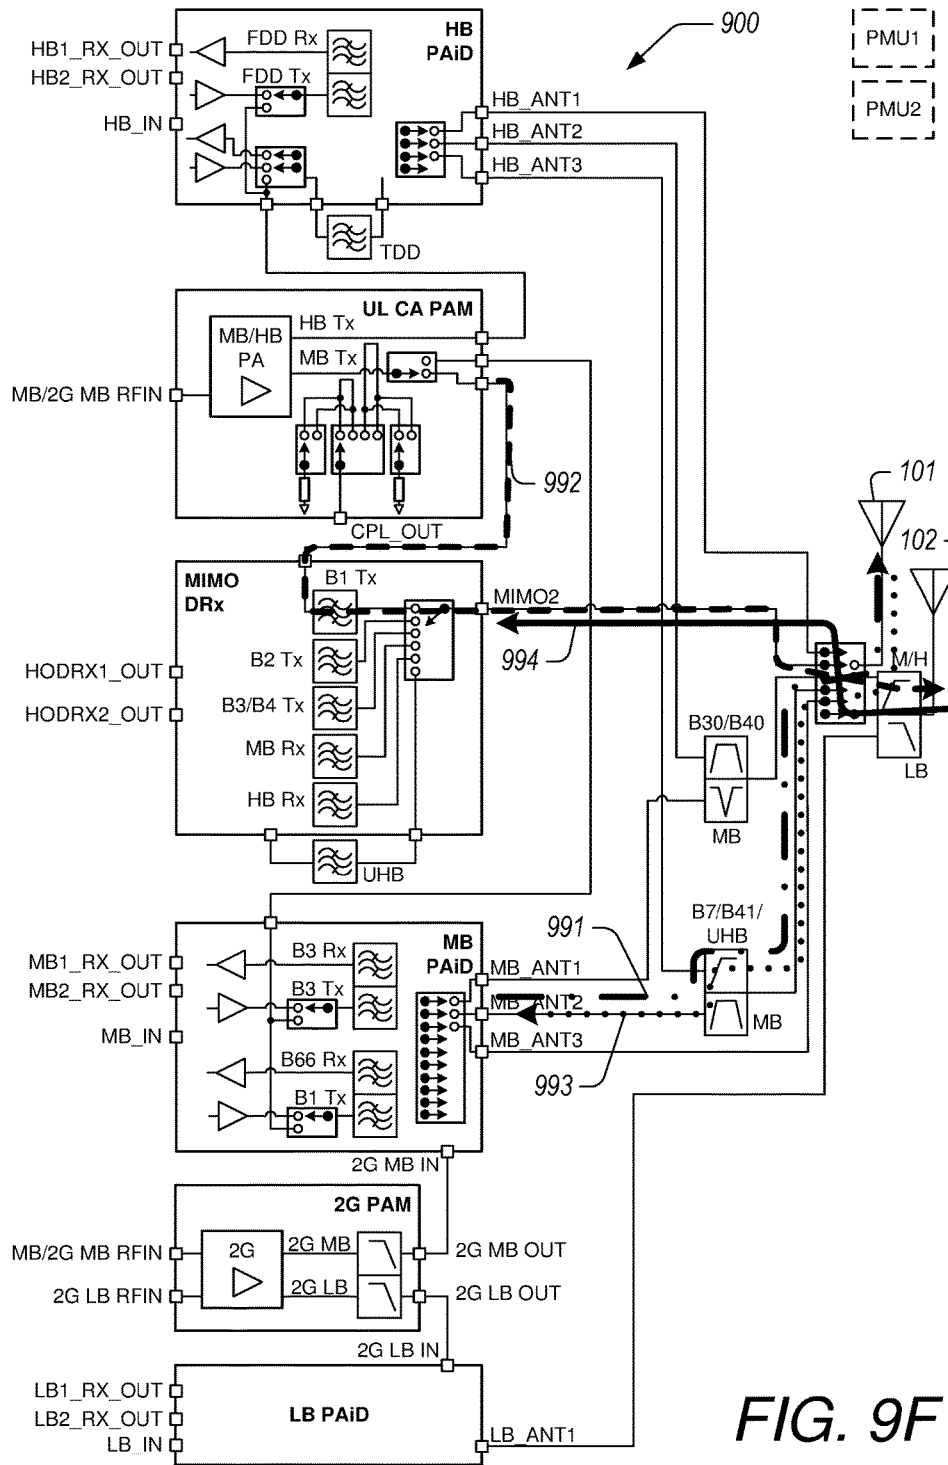 HB1_RX_OUT
HB2_RX_OUT
HB_IN
FDD Rx
FDD Tx
HB
PAiD
900
PMU1
PMU2
HB_ANT1
HB_ANT2
HB_ANT3
TDD
UL CA PAM
MB/HB
PA
HB Tx
MB Tx
MB/2G MB RFIN
992
CPL_OUT
101
102
MIMO
DRx
B1 Tx
MIMO2
B2 Tx
994
HODRX1_OUT
HODRX2_OUT
B3/B4 Tx
MB Rx
HB Rx
UHB
M/H
LB
B30/B40
MB
MB1_RX_OUT
MB2_RX_OUT
MB_IN
B3 Rx
B3 Tx
B66 Rx
B1 Tx
MB
PAiD
991
B7/B41/
UHB
MB_ANT1
MB_ANT2
MB
MB_ANT3
993
2G MB IN
2G PAM
MB/2G MB RFIN
2G LB RFIN
2G
2G MB
2G LB
2G MB OUT
2G LB OUT
2G LB IN
LB1_RX_OUT
LB2_RX_OUT
LB_IN
LB PAiD
LB_ANT1
FIG. 9F